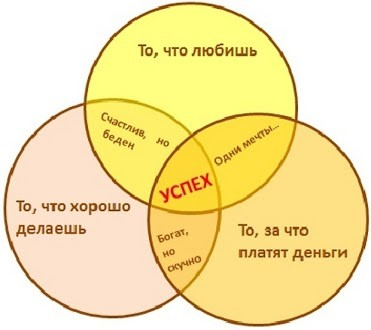 То, что любишь
Счастлив, но
беден
Одни мечты...
УСПЕХ
То, что хорошо
делаешь
Богат,
но
скучно
То, за что
платят деньги